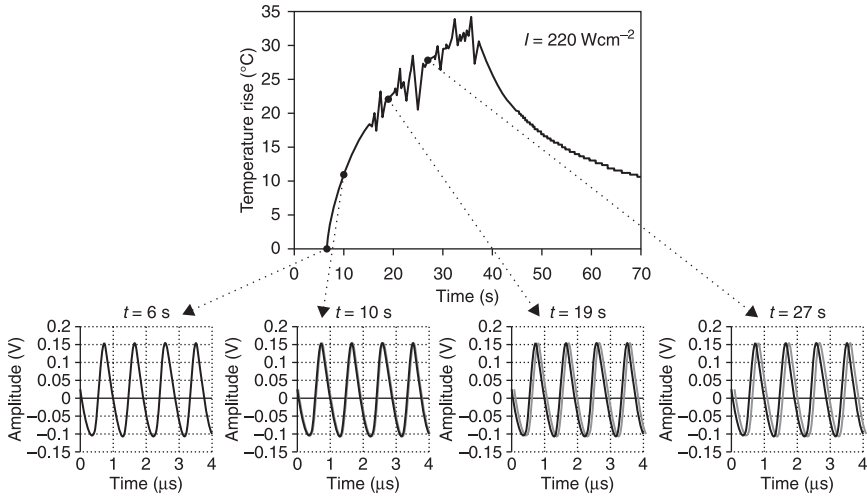 35
30
25
20
15
10
5
0
Temperature rise (°C)
I = 220 Wcm⁻²
0 10 20 30 40 50 60 70
Time (s)
t = 6 s
0.2
0.15
0.1
0.05
0
−0.05
−0.1
−0.15
Amplitude (V)
0 1 2 3 4
Time (μs)
t = 10 s
0.2
0.15
0.1
0.05
0
−0.05
−0.1
−0.15
Amplitude (V)
0 1 2 3 4
Time (μs)
t = 19 s
0.2
0.15
0.1
0.05
0
−0.05
−0.1
−0.15
Amplitude (V)
0 1 2 3 4
Time (μs)
t = 27 s
0.2
0.15
0.1
0.05
0
−0.05
−0.1
−0.15
Amplitude (V)
0 1 2 3 4
Time (μs)